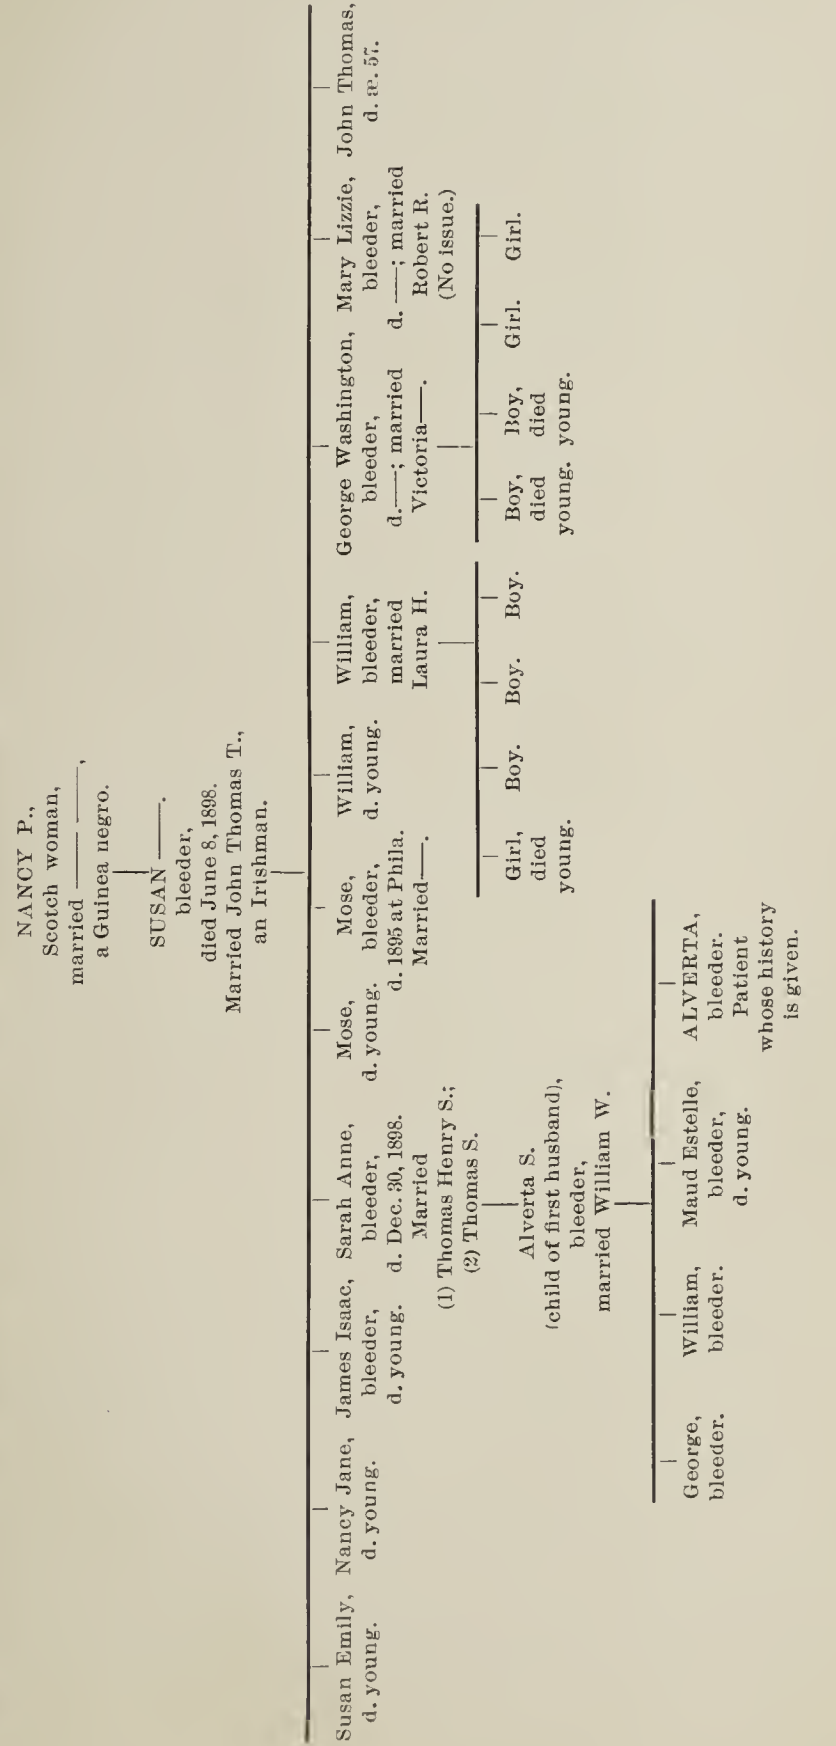 NANCY P.,
Scotch woman,
married —— ——,
a Guinea negro.
SUSAN ——.
bleeder,
died June 8, 1898.
Married John Thomas T.,
an Irishman.
Susan Emily,
d. young.
Nancy Jane,
d. young.
James Isaac,
bleeder,
d. young.
Sarah Anne,
bleeder,
d. Dec. 30, 1898.
Married
(1) Thomas Henry S.;
(2) Thomas S.
Mose,
d. young.
Mose,
bleeder,
d. 1895 at Phila.
Married——.
William,
d. young.
William,
bleeder,
married
Laura H.
George Washington,
bleeder,
d.——; married
Victoria——.
Mary Lizzie,
bleeder,
d. ——; married
Robert R.
(No issue.)
John Thomas,
d. æ. 57.
Alverta S.
(child of first husband),
bleeder,
married William W.
Girl,
died
young.
Boy.
Boy.
Boy.
Boy,
died
young.
Boy,
died
young.
Girl.
Girl.
George,
bleeder.
William,
bleeder.
Maud Estelle,
bleeder,
d. young.
ALVERTA,
bleeder.
Patient
whose history
is given.